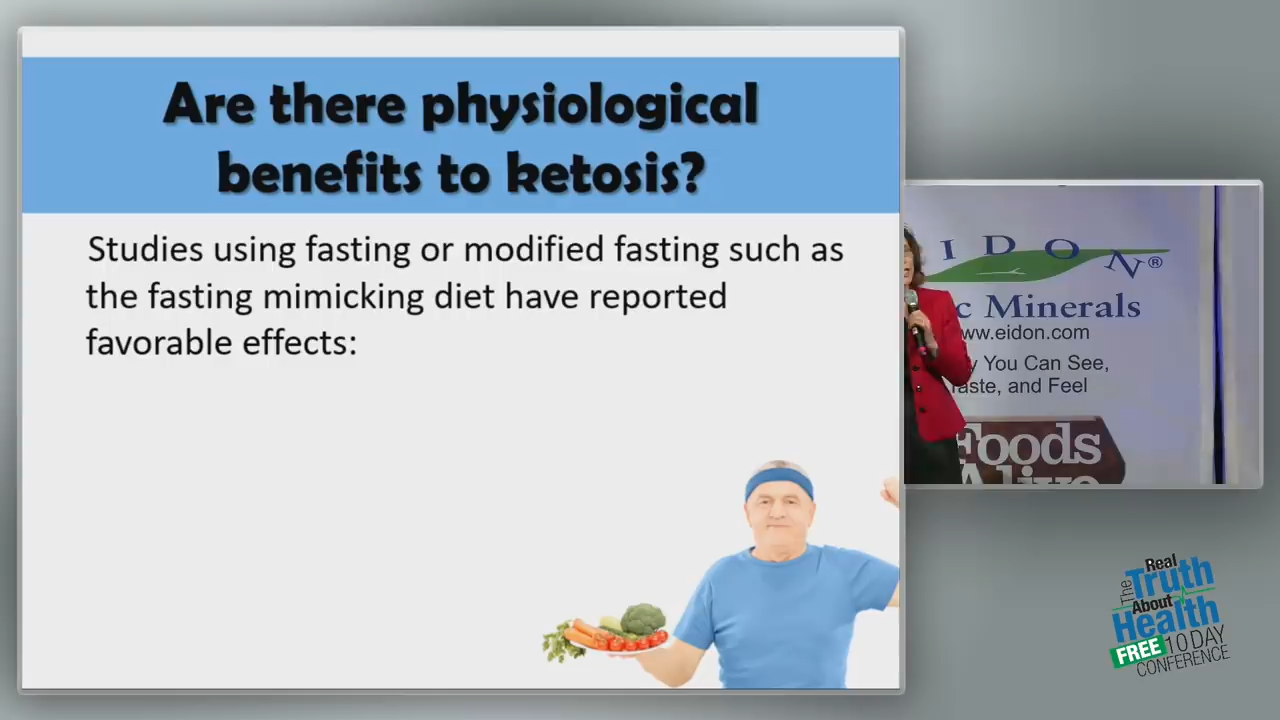 Are there physiological
benefits to ketosis?
Studies using fasting or modified fasting such as
the fasting mimicking diet have reported
favorable effects:
I D O N®
c Minerals
ww.eidon.com
y You Can See,
aste, and Feel
Foods
Alive
The Real
Truth
About
Health
FREE 10 DAY
CONFERENCE